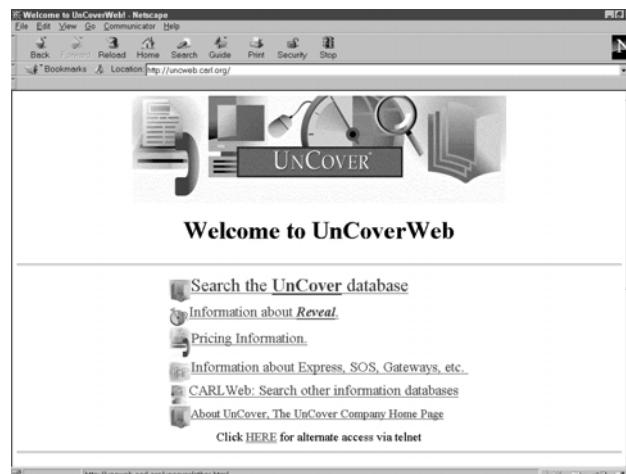 Welcome to UnCoverWeb! - Netscape
File Edit View Go Communicator Help
Back Forward Reload Home Search Guide Print Security Stop
Bookmarks Location: http://uncweb.carl.org/
UNCOVER
Welcome to UnCoverWeb
Search the UnCover database
Information about Reveal.
Pricing Information.
Information about Express, SOS, Gateways, etc.
CARLWeb: Search other information databases
About UnCover, The UnCover Company Home Page
Click HERE for alternate access via telnet